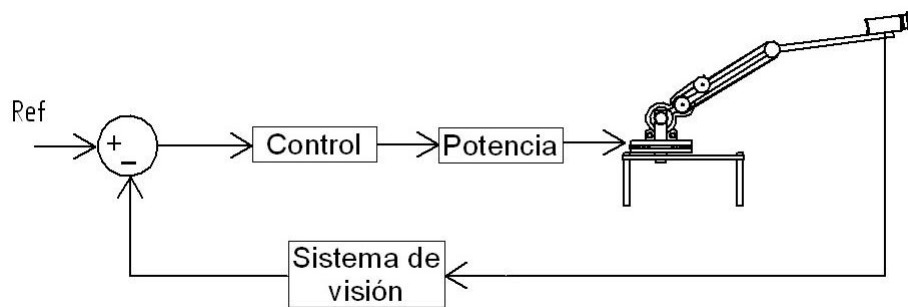 Ref
+
−
Control
Potencia
Sistema de
visión